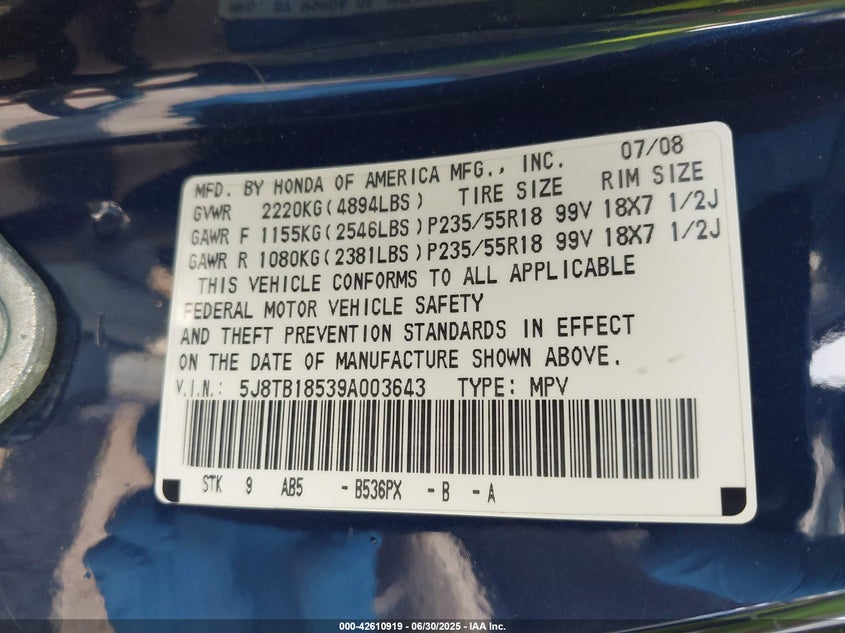 MFD. BY HONDA OF AMERICA MFG., INC. 07/08
GVWR 2220KG(4894LBS) TIRE SIZE RIM SIZE
GAWR F 1155KG(2546LBS)P235/55R18 99V 18X7 1/2J
GAWR R 1080KG(2381LBS)P235/55R18 99V 18X7 1/2J
THIS VEHICLE CONFORMS TO ALL APPLICABLE
FEDERAL MOTOR VEHICLE SAFETY
AND THEFT PREVENTION STANDARDS IN EFFECT
ON THE DATE OF MANUFACTURE SHOWN ABOVE.
V.I.N.: 5J8TB18539A003643 TYPE: MPV
STK 9 AB5 -B536PX -B -A
000-42610919 - 06/30/2025 - IAA Inc.